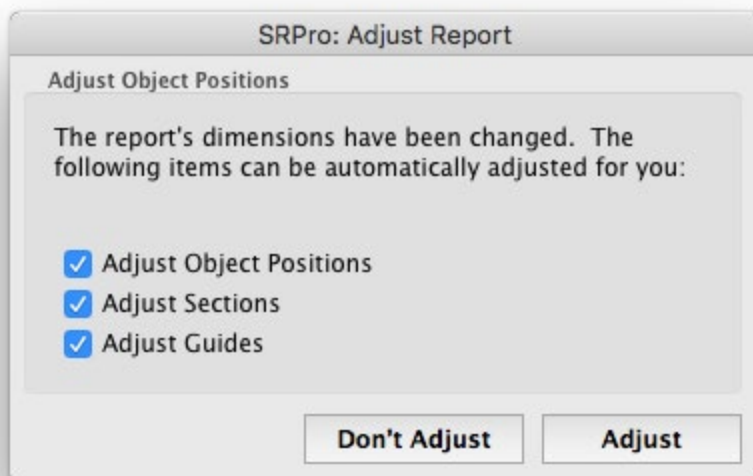 SRPro: Adjust Report
Adjust Object Positions
The report's dimensions have been changed.  The
following items can be automatically adjusted for you:
Adjust Object Positions
Adjust Sections
Adjust Guides
Don't Adjust
Adjust